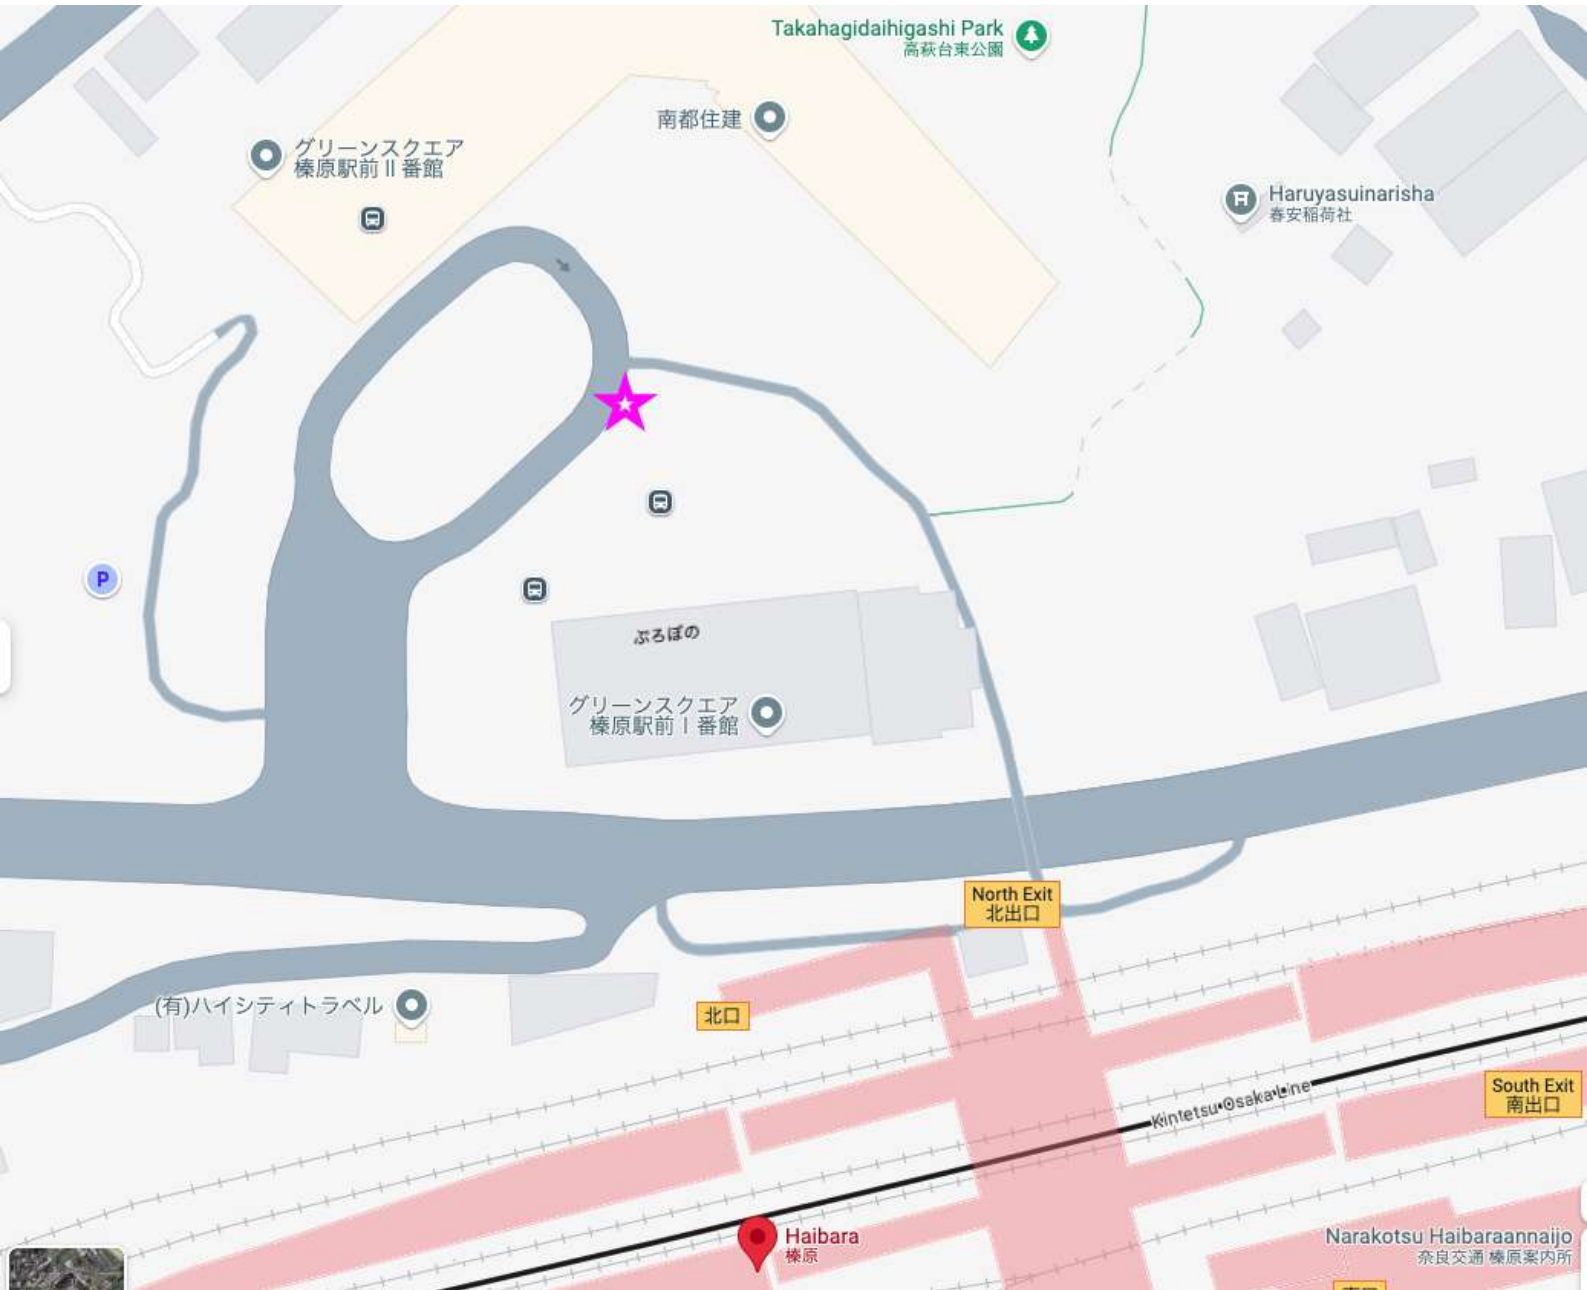 Takahagidaihigashi Park
高萩台東公園
南都住建
グリーンスクエア
榛原駅前Ⅱ番館
Haruyasuinarisha
春安稲荷社
P
ぷろぼの
グリーンスクエア
榛原駅前Ⅰ番館
North Exit
北出口
(有)ハイシティトラベル
北口
Kintetsu Osaka Line
South Exit
南出口
Haibara
榛原
Narakotsu Haibaraannaijo
奈良交通 榛原案内所